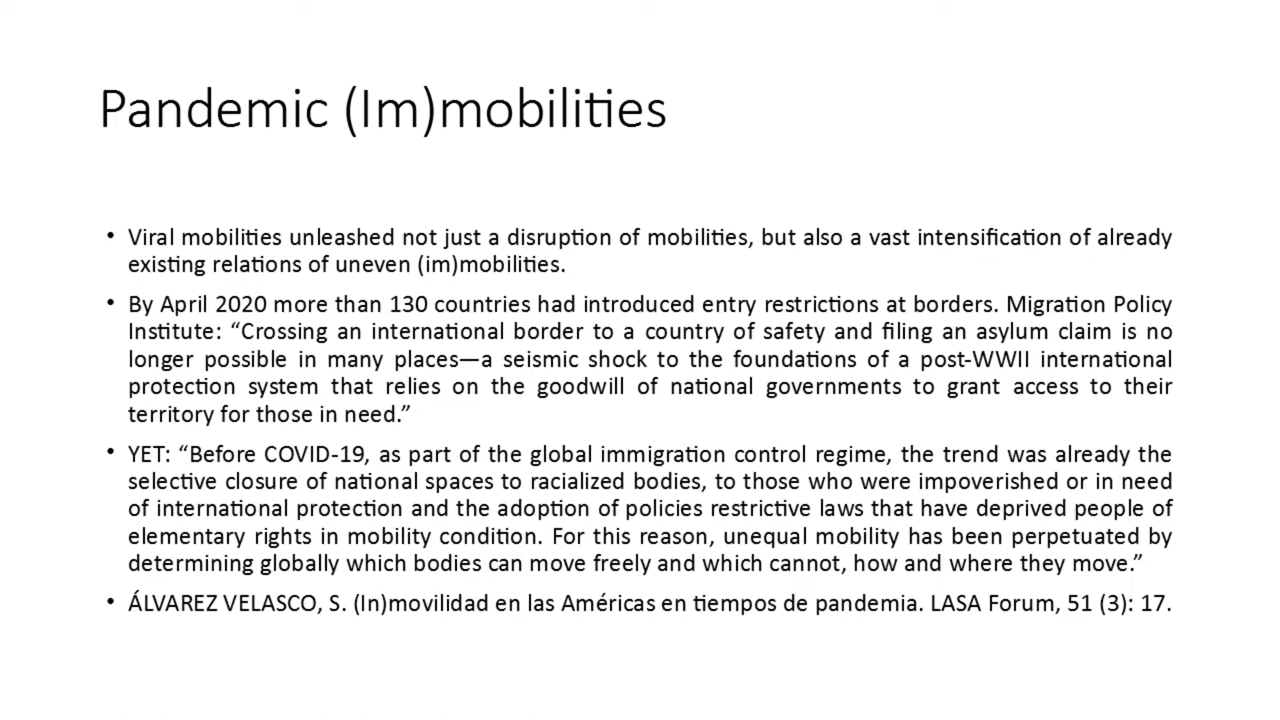 Pandemic (Im)mobilities
• Viral mobilities unleashed not just a disruption of mobilities, but also a vast intensification of already
existing relations of uneven (im)mobilities.
• By April 2020 more than 130 countries had introduced entry restrictions at borders. Migration Policy
Institute: “Crossing an international border to a country of safety and filing an asylum claim is no
longer possible in many places—a seismic shock to the foundations of a post-WWII international
protection system that relies on the goodwill of national governments to grant access to their
territory for those in need.”
• YET: “Before COVID-19, as part of the global immigration control regime, the trend was already the
selective closure of national spaces to racialized bodies, to those who were impoverished or in need
of international protection and the adoption of policies restrictive laws that have deprived people of
elementary rights in mobility condition. For this reason, unequal mobility has been perpetuated by
determining globally which bodies can move freely and which cannot, how and where they move.”
• ÁLVAREZ VELASCO, S. (In)movilidad en las Américas en tiempos de pandemia. LASA Forum, 51 (3): 17.